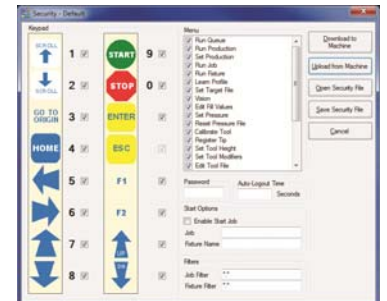 Security - Default
Keypad
SCROLL
1
START
9
2
STOP
0
SCROLL
GO TO
ORIGIN
3
ENTER
HOME
4
ESC
5
F1
6
F2
7
UP
8
DN
Menu
Run Queue
Run Production
Set Production
Run Job
Run Fixture
Learn Profile
Set Target File
Vision
Edit Fill Values
Set Pressure
Reset Pressure File
Calibrate Tool
Register Tip
Set Tool Height
Set Tool Modifiers
Edit Tool File
Password
Auto-Logout Time
Seconds
Start Options
Enable Start Job
Job
Fixture Name
Filters
Job Filter *.*
Fixture Filter *.*
Download to
Machine
Upload from Machine
Open Security File
Save Security File
Cancel